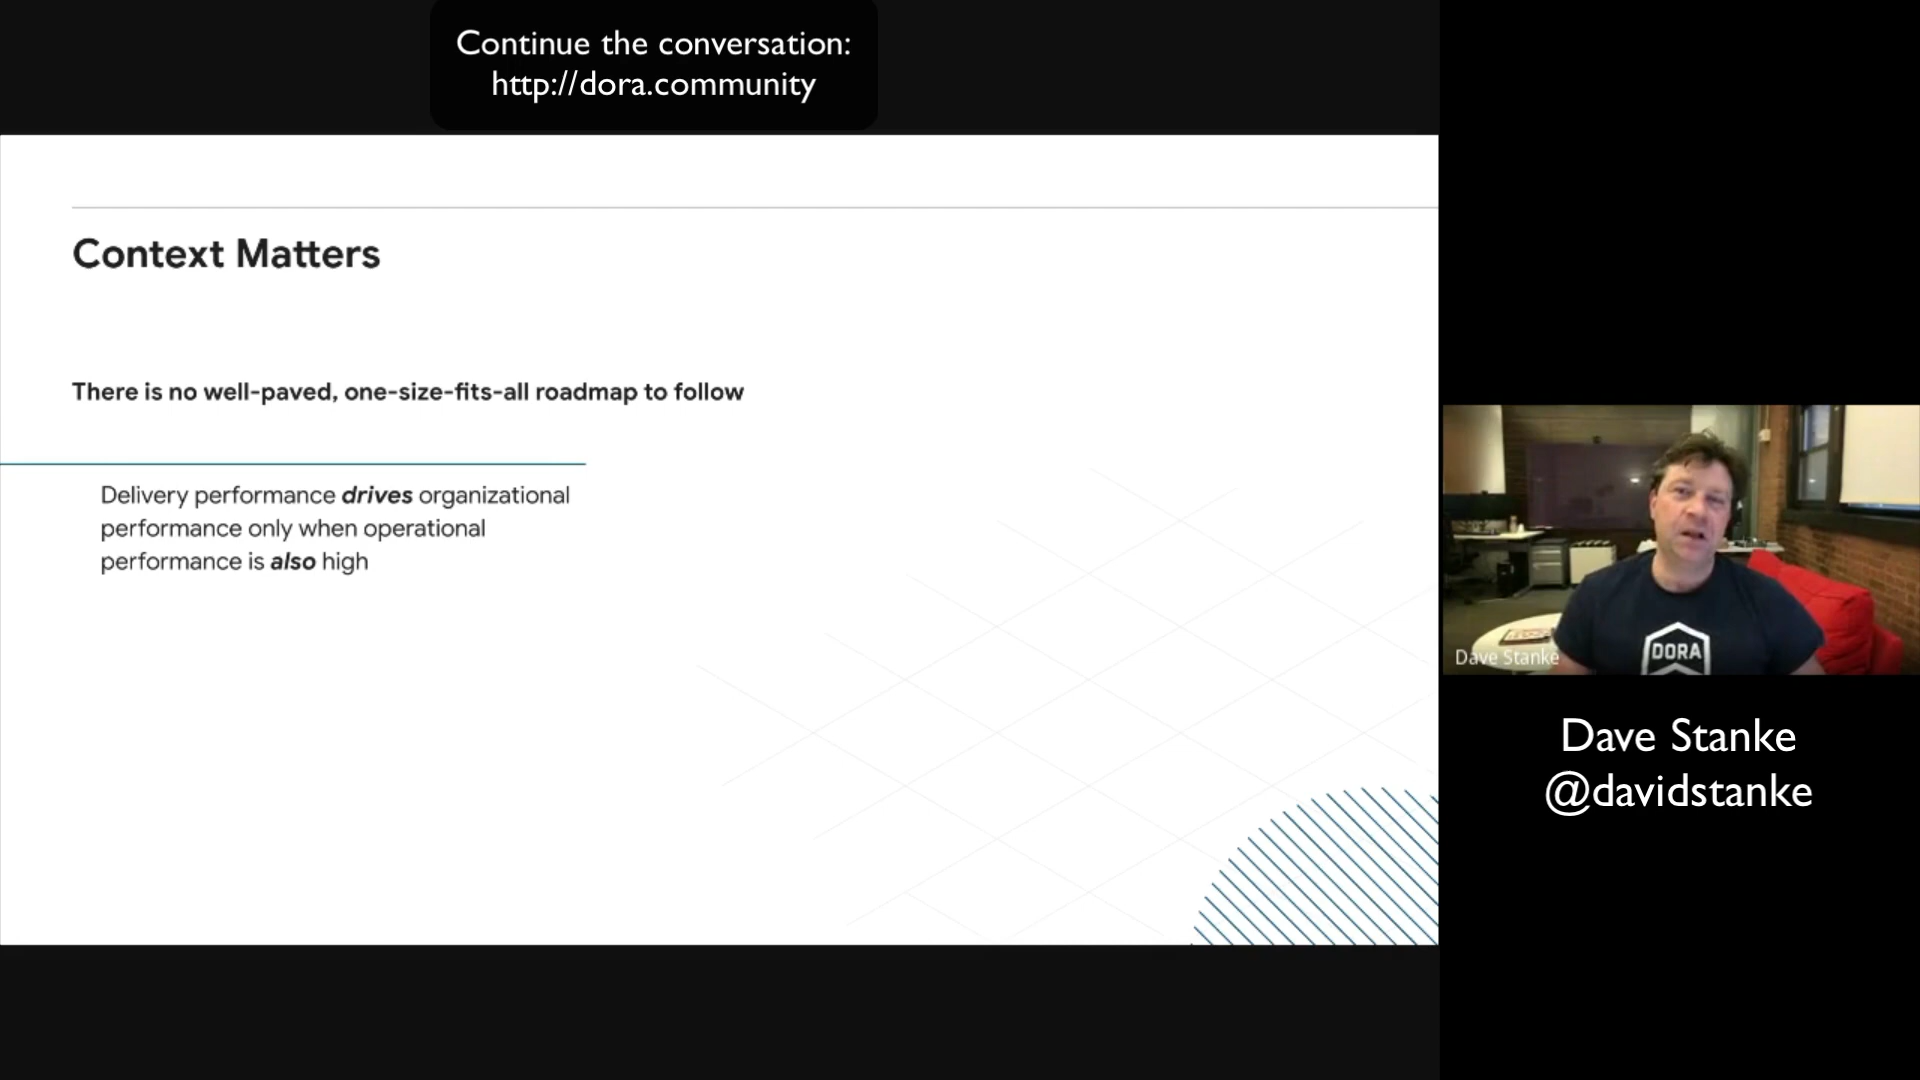 Continue the conversation:
http://dora.community
Context Matters
There is no well-paved, one-size-fits-all roadmap to follow
Delivery performance drives organizational
performance only when operational
performance is also high
DORA
Dave Stanke
Dave Stanke
@davidstanke